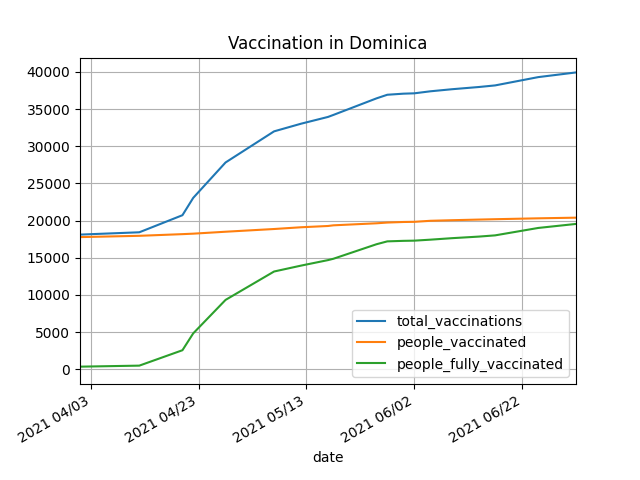 Vaccination in Dominica
40000
35000
30000
25000
20000
15000
10000
5000
0
total_vaccinations
people_vaccinated
people_fully_vaccinated
2021 04/03
2021 04/23
2021 05/13
2021 06/02
2021 06/22
date